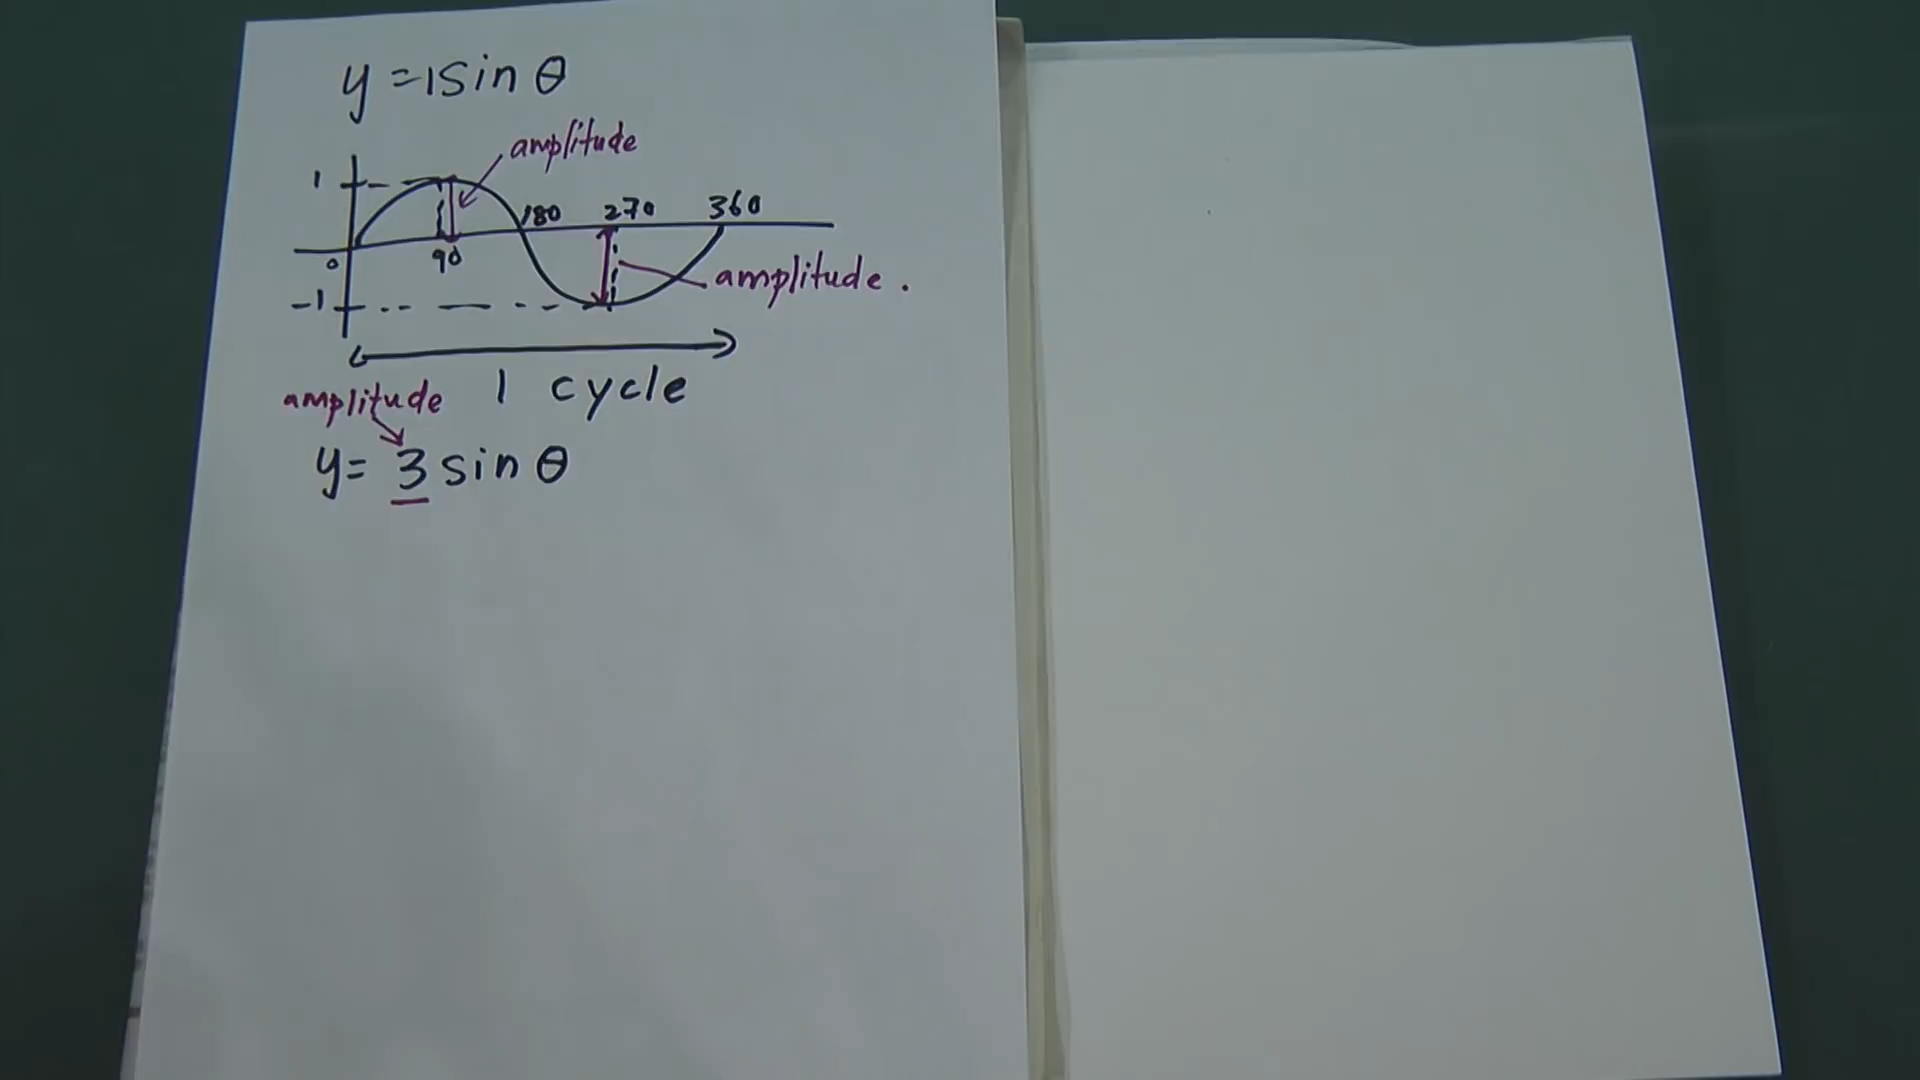 y = 1sin θ
amplitude
1
180 270 360
0 90
amplitude.
-1
1 cycle
amplitude
y = 3 sin θ